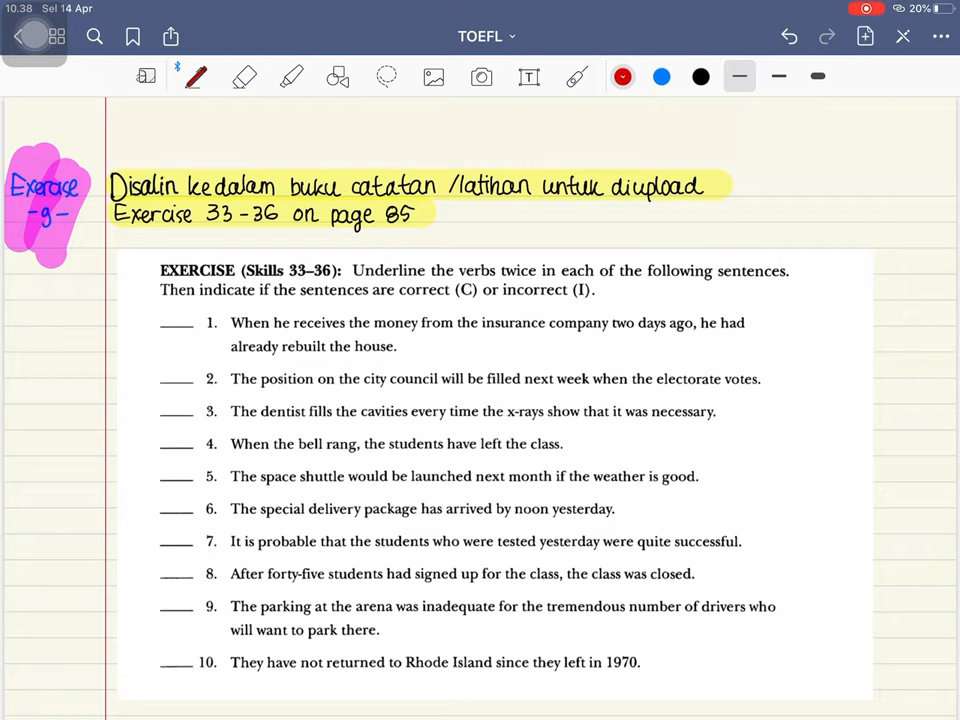 10.38 Sel 14 Apr
20%
TOEFL
T
Exercise
-9-
Disalin kedalam buku catatan /latihan untuk diupload
Exercise 33-36 on page 85
EXERCISE (Skills 33–36): Underline the verbs twice in each of the following sentences.
Then indicate if the sentences are correct (C) or incorrect (I).
____ 1. When he receives the money from the insurance company two days ago, he had
already rebuilt the house.
____ 2. The position on the city council will be filled next week when the electorate votes.
____ 3. The dentist fills the cavities every time the x-rays show that it was necessary.
____ 4. When the bell rang, the students have left the class.
____ 5. The space shuttle would be launched next month if the weather is good.
____ 6. The special delivery package has arrived by noon yesterday.
____ 7. It is probable that the students who were tested yesterday were quite successful.
____ 8. After forty-five students had signed up for the class, the class was closed.
____ 9. The parking at the arena was inadequate for the tremendous number of drivers who
will want to park there.
____ 10. They have not returned to Rhode Island since they left in 1970.